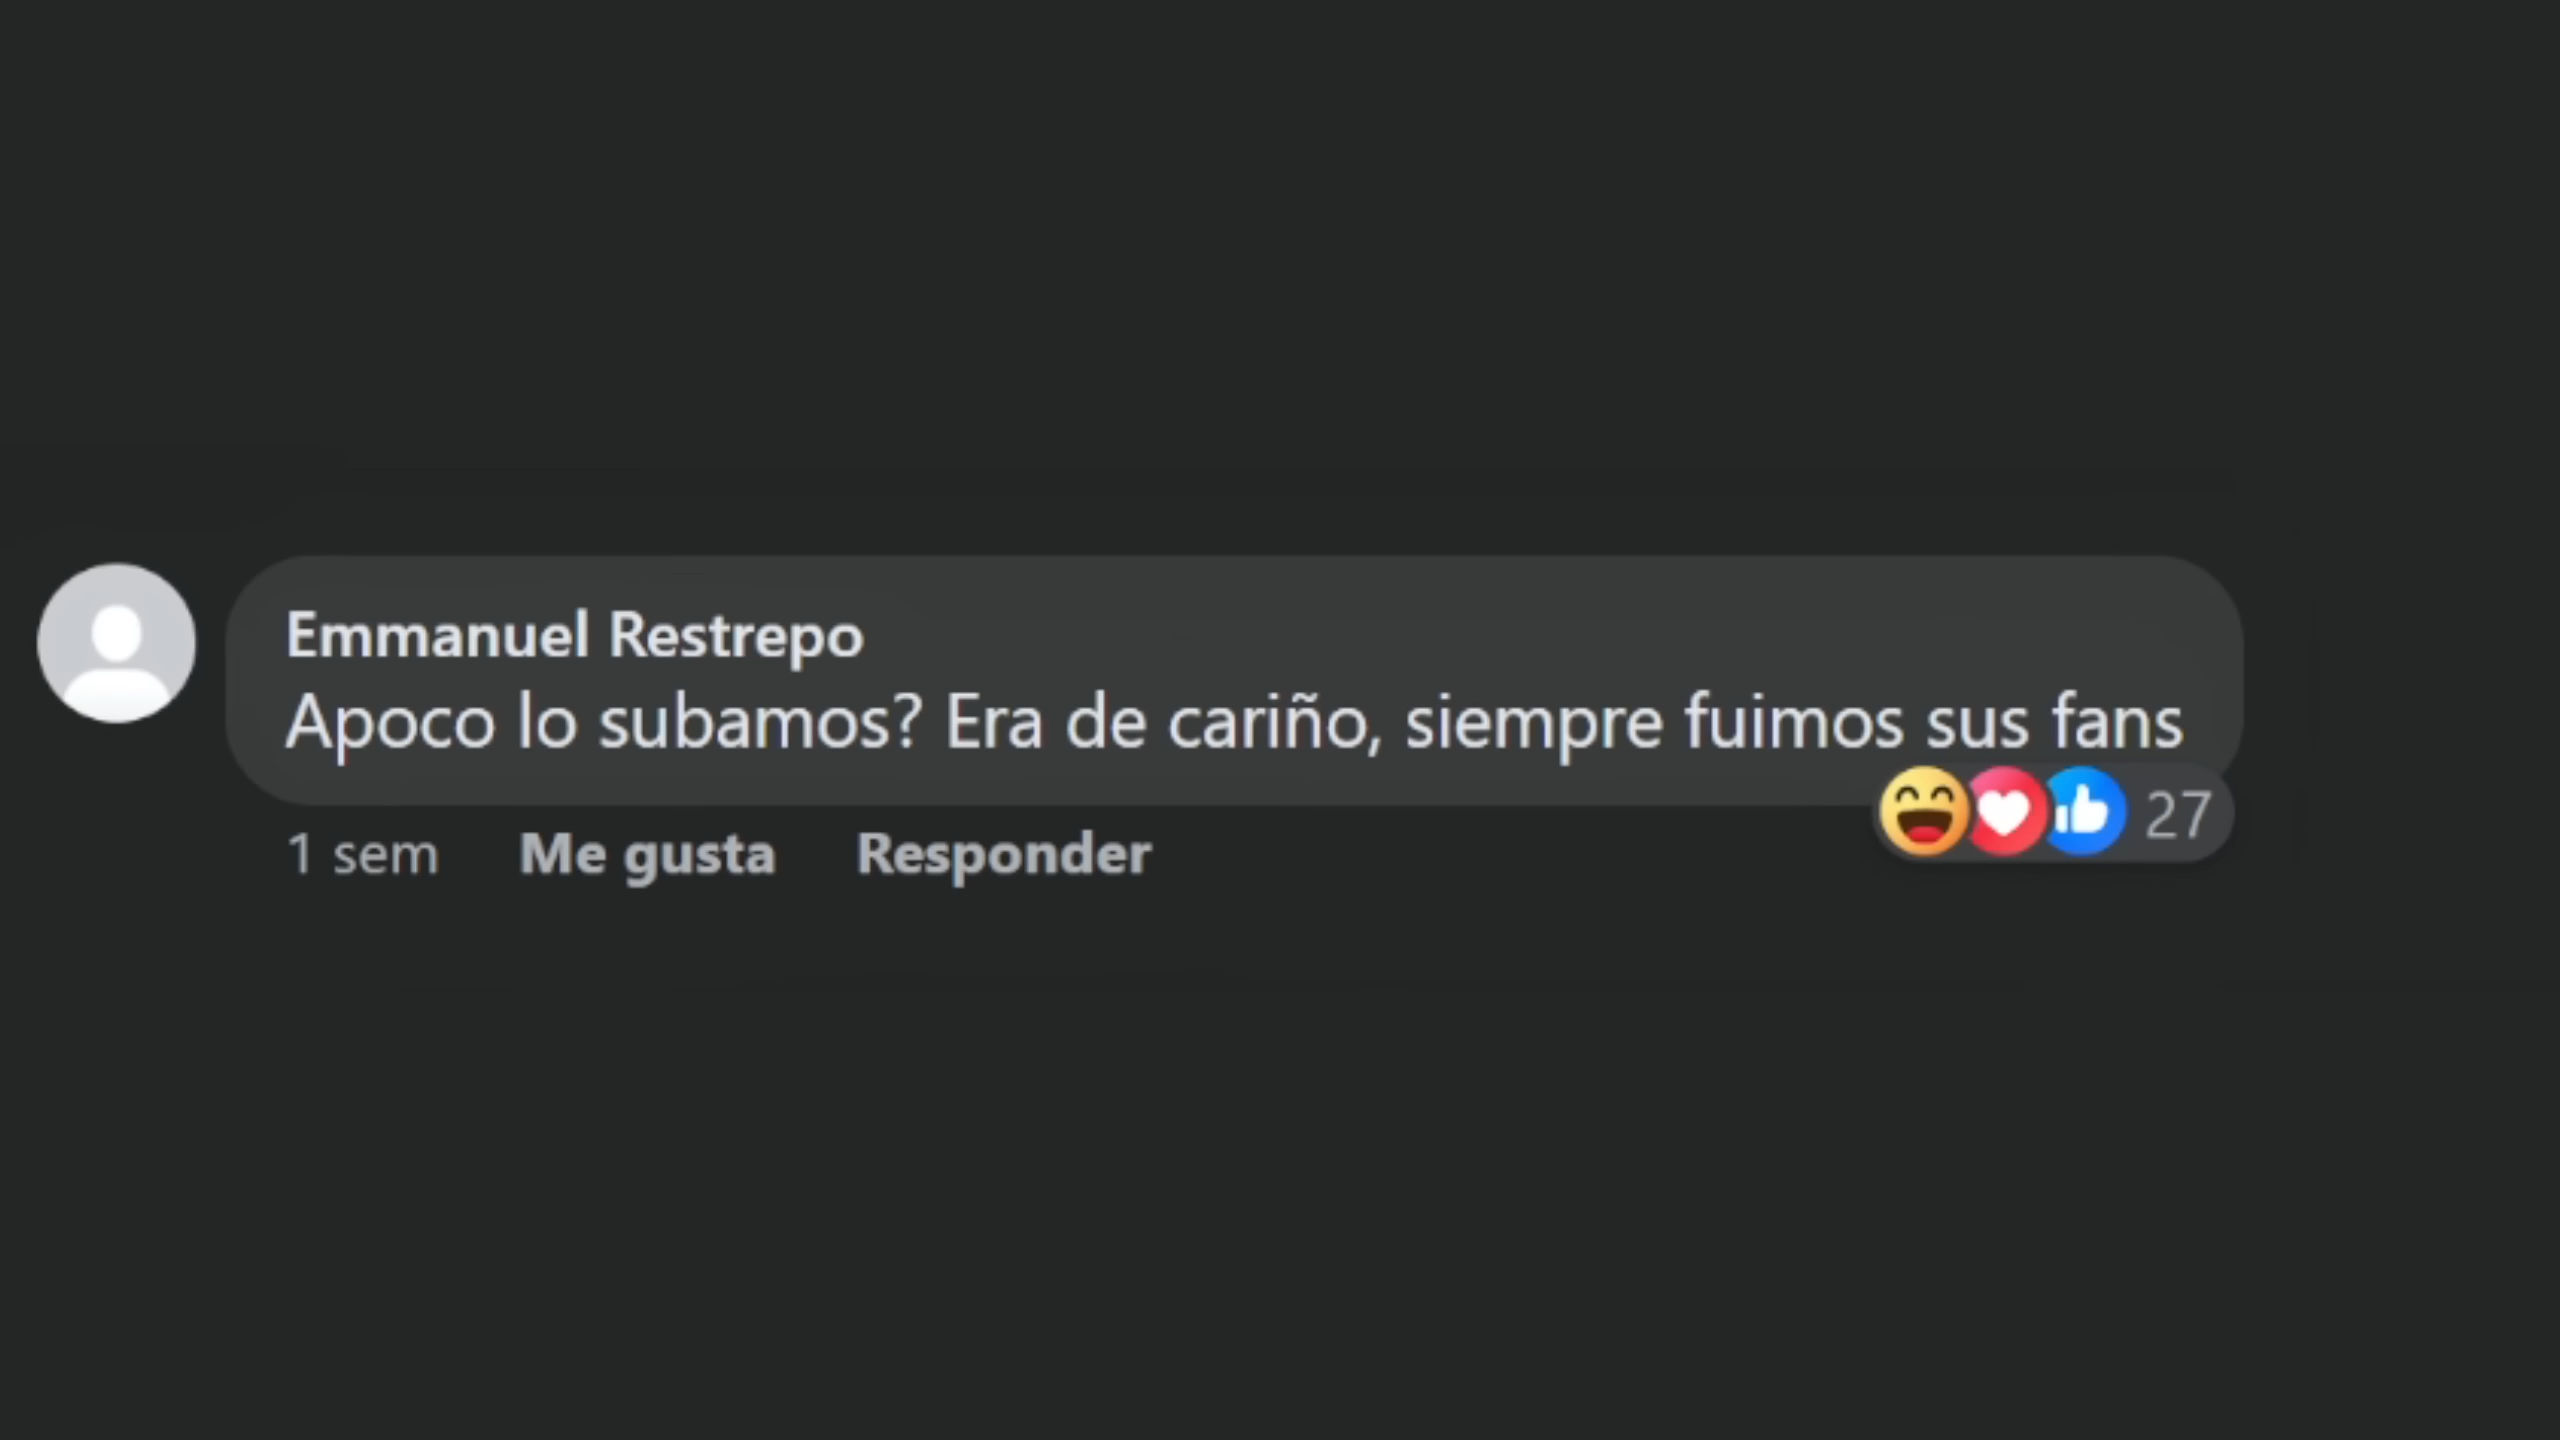 Emmanuel Restrepo
Apoco lo subamos? Era de cariño, siempre fuimos sus fans
27
1 sem Me gusta Responder